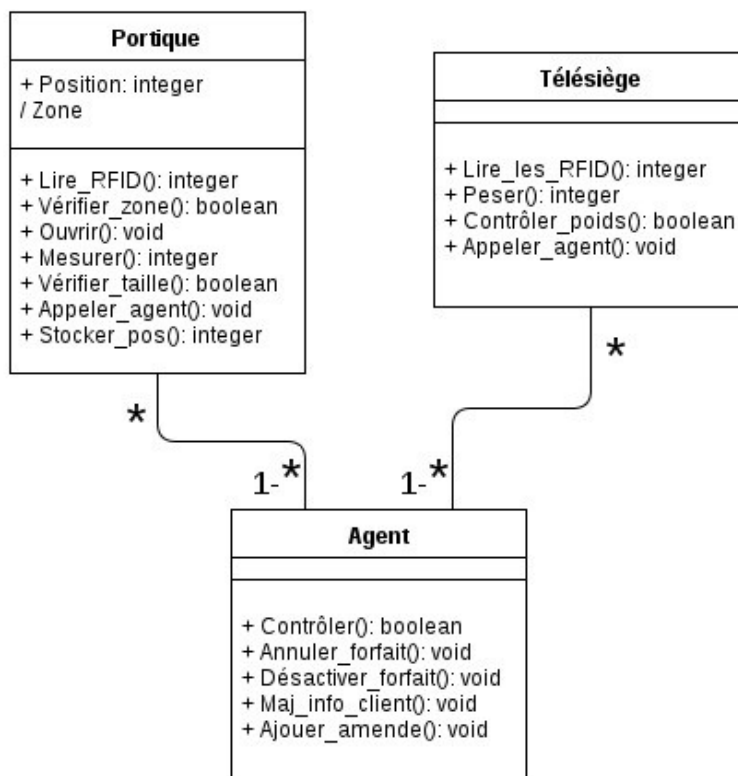 Portique
+ Position: integer
/ Zone
+ Lire_RFID(): integer
+ Vérifier_zone(): boolean
+ Ouvrir(): void
+ Mesurer(): integer
+ Vérifier_taille(): boolean
+ Appeler_agent(): void
+ Stocker_pos(): integer
Télésiège
+ Lire_les_RFID(): integer
+ Peser(): integer
+ Contrôler_poids(): boolean
+ Appeler_agent(): void
*
*
1-*
1-*
Agent
+ Contrôler(): boolean
+ Annuler_forfait(): void
+ Désactiver_forfait(): void
+ Maj_info_client(): void
+ Ajouer_amende(): void